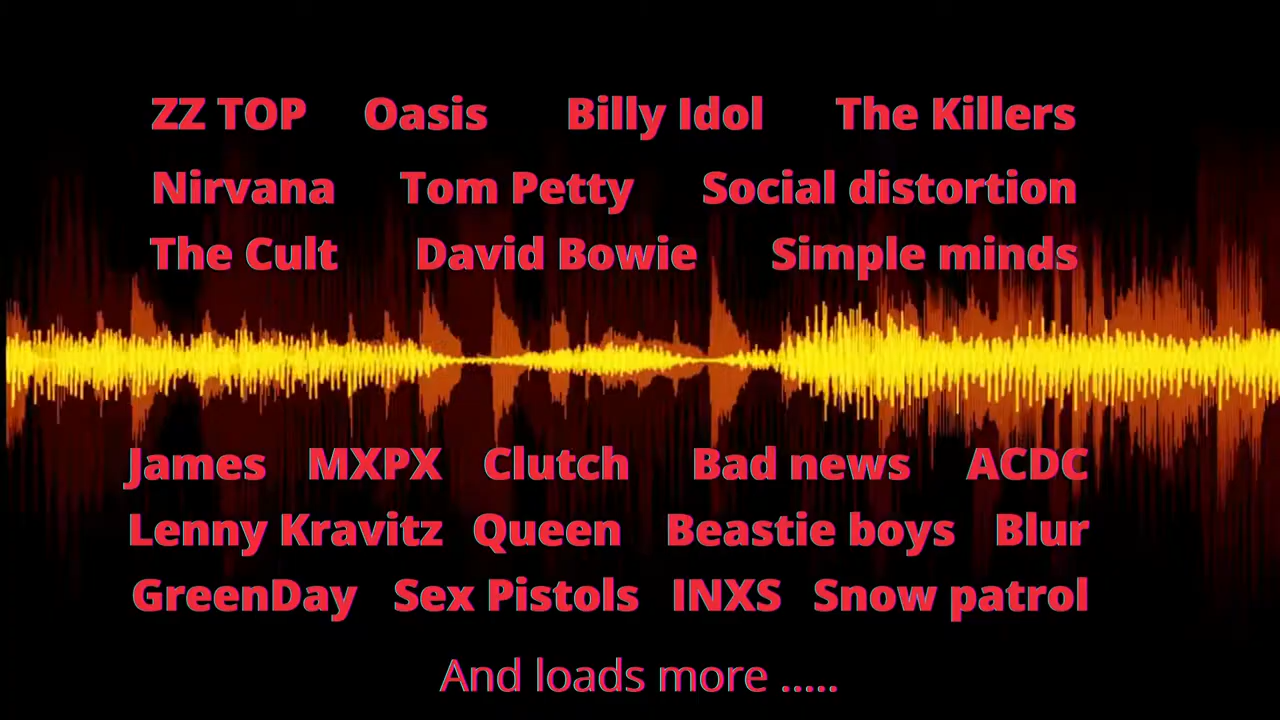 ZZ TOP Oasis Billy Idol The Killers
Nirvana Tom Petty Social distortion
The Cult David Bowie Simple minds
James MXPX Clutch Bad news ACDC
Lenny Kravitz Queen Beastie boys Blur
GreenDay Sex Pistols INXS Snow patrol
And loads more .....